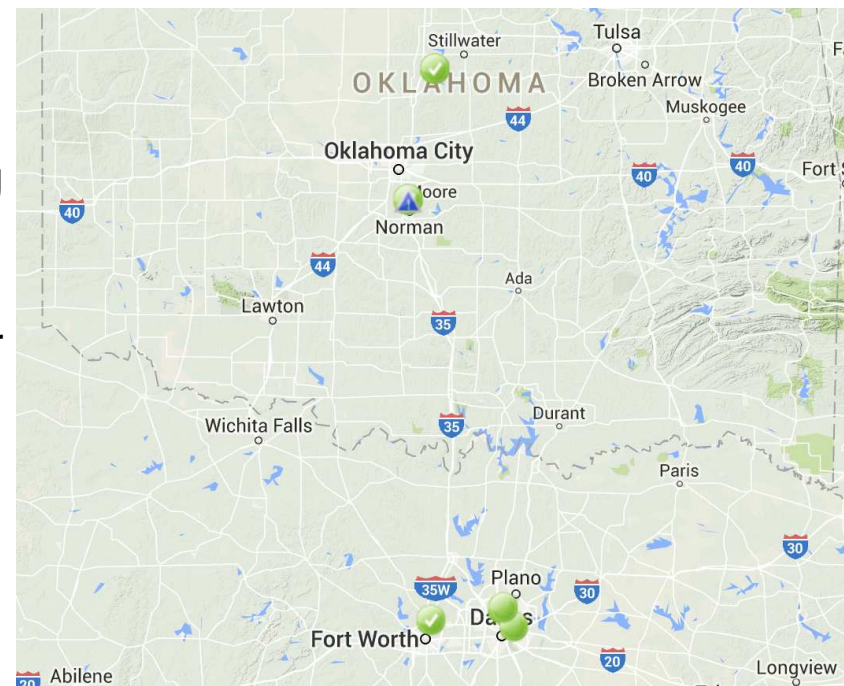 Stillwater
Tulsa
OKLAHOMA
Broken Arrow
Muskogee
44
Oklahoma City
40
40
Fort
oore
40
Norman
44
Ada
Lawton
35
Durant
35
Wichita Falls
Paris
30
Plano
35W
30
Fort Worth
20
Longview
20
Abilene